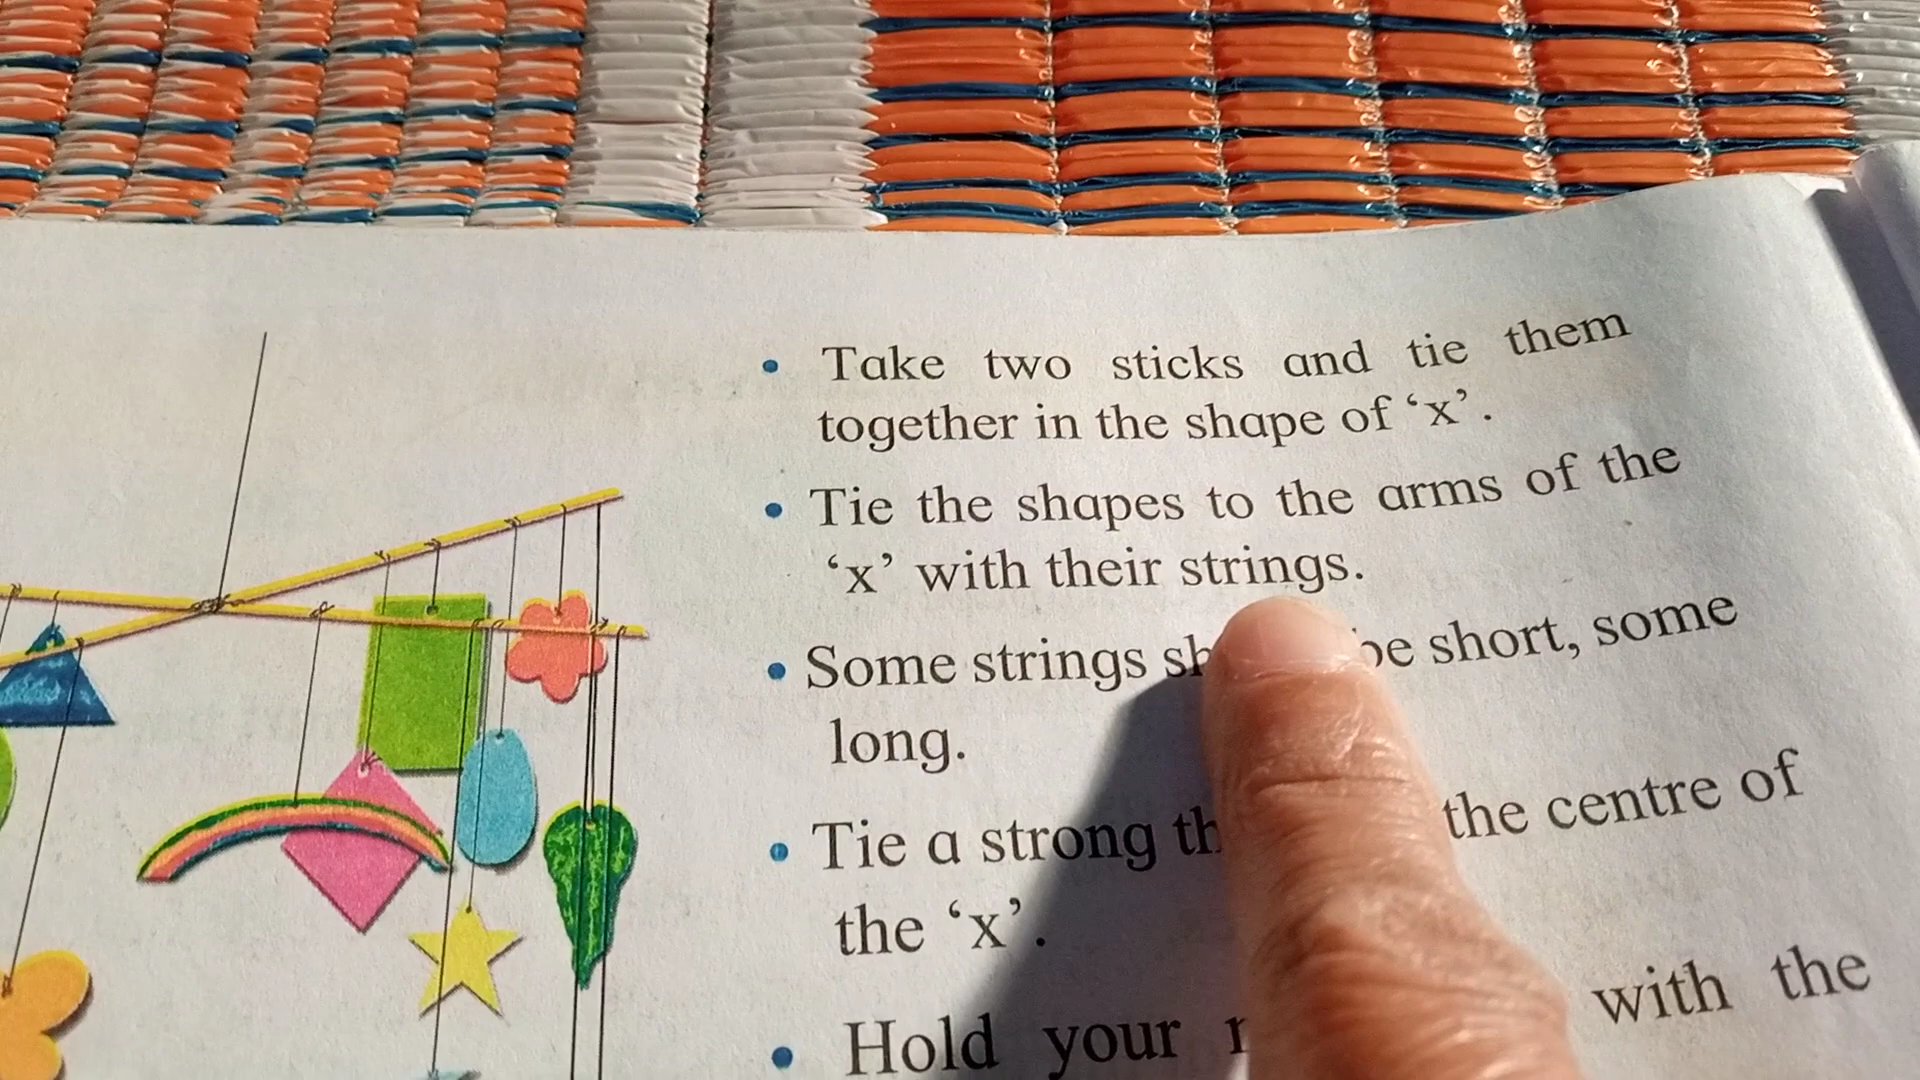 • Take two sticks and tie them
together in the shape of ‘x’.
• Tie the shapes to the arms of the
‘x’ with their strings.
• Some strings be short, some
long.
• Tie a strong the centre of
the ‘x’.
• Hold your with the